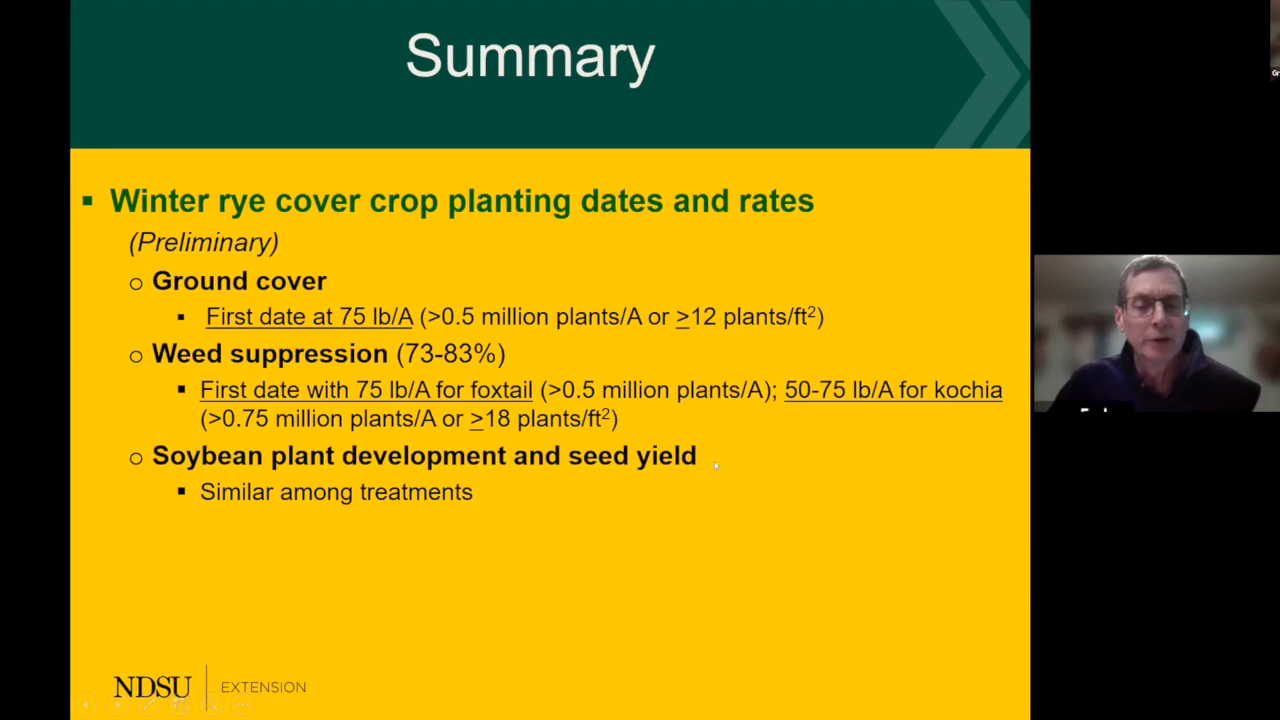 Summary
▪ Winter rye cover crop planting dates and rates
(Preliminary)
o Ground cover
▪ First date at 75 lb/A (>0.5 million plants/A or >12 plants/ft²)
o Weed suppression (73-83%)
▪ First date with 75 lb/A for foxtail (>0.5 million plants/A); 50-75 lb/A for kochia
(>0.75 million plants/A or >18 plants/ft²)
o Soybean plant development and seed yield
▪ Similar among treatments
NDSU EXTENSION
Gr